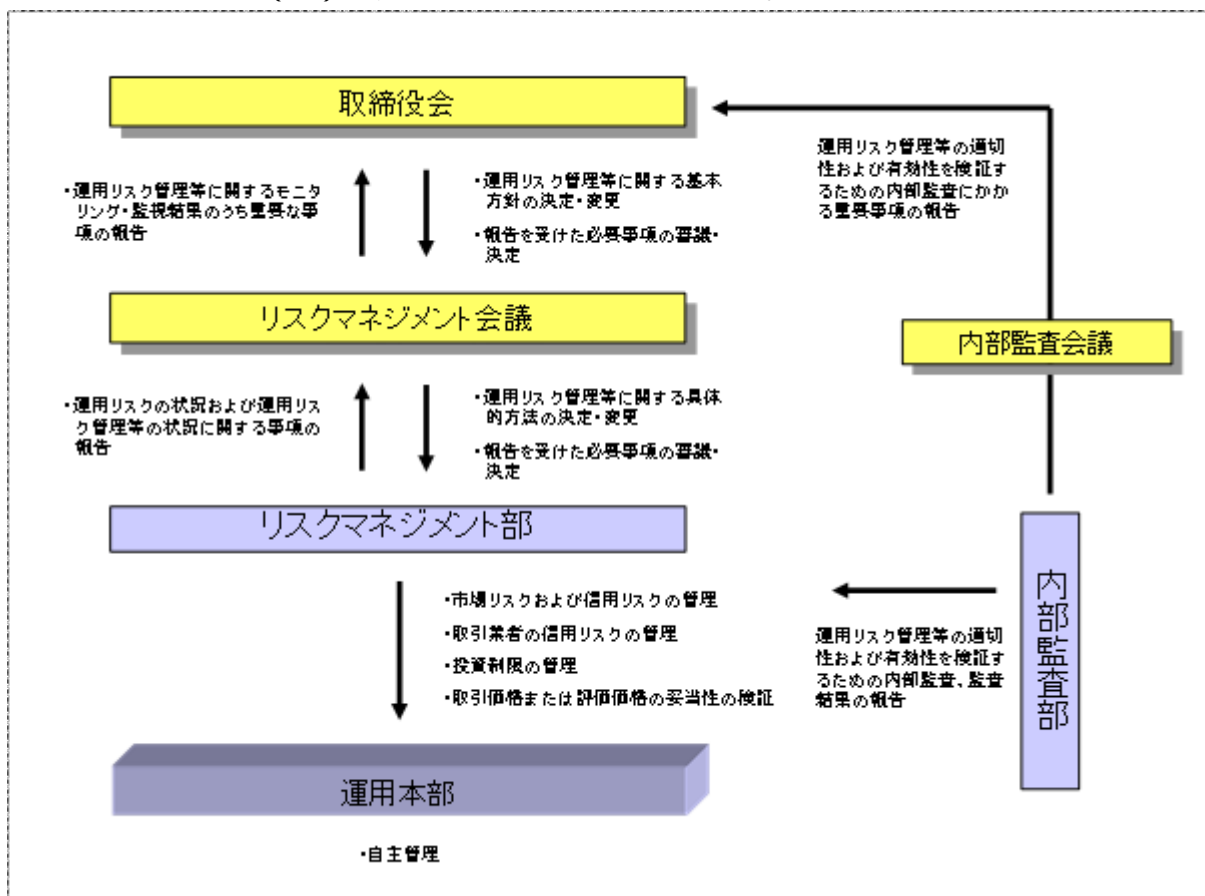 取締役会
・運用リスク管理等に関するモニタ
リング・監視結果のうち重要な事
項の報告
・運用リスク管理等に関する基本
方針の決定・変更
・報告を受けた必要事項の審議・
決定
運用リスク管理等の適切
性および有効性を検証す
るための内部監査にかか
る重要事項の報告
リスクマネジメント会議
内部監査会議
・運用リスクの状況および運用リス
ク管理等の状況に関する事項の
報告
・運用リスク管理等に関する具体
的方法の決定・変更
・報告を受けた必要事項の審議・
決定
リスクマネジメント部
・市場リスクおよび信用リスクの管理
・取引業者の信用リスクの管理
・投資制限の管理
・取引価格または評価価格の妥当性の検証
運用リスク管理等の適切
性および有効性を検証す
るための内部監査、監査
結果の報告
内部監査部
運用本部
・自主管理